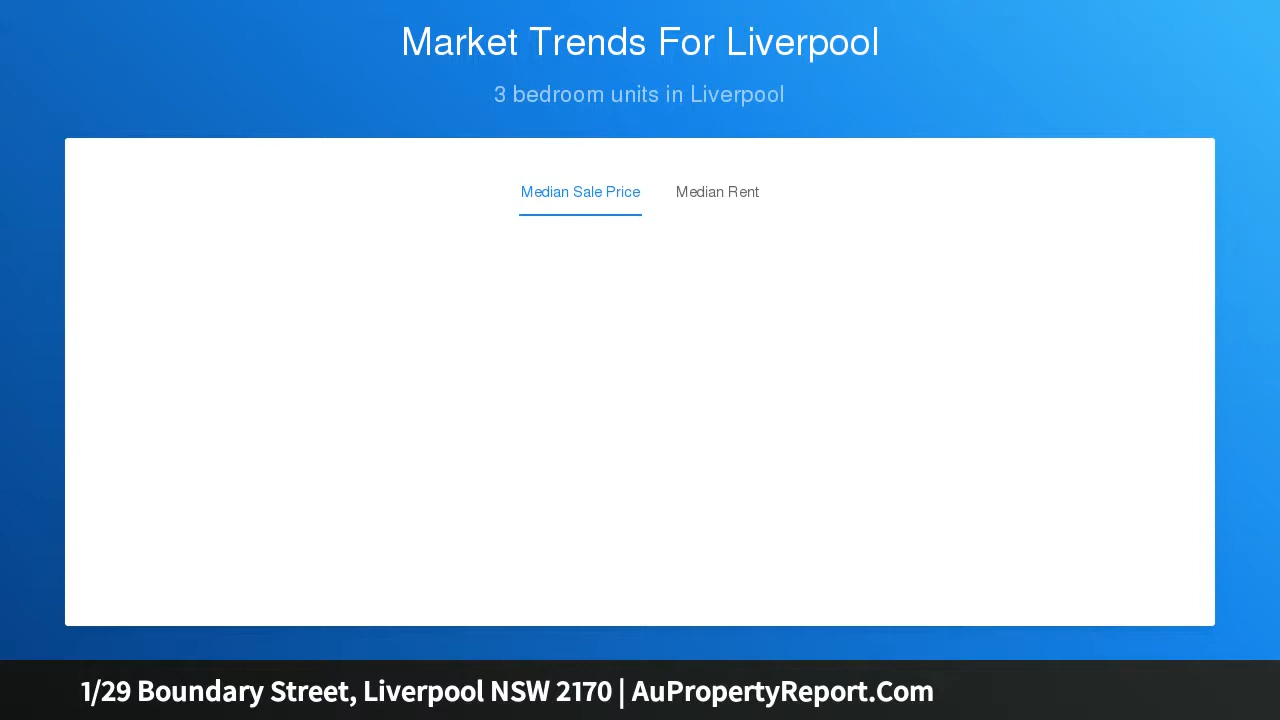 Market Trends For Liverpool
3 bedroom units in Liverpool
Median Sale Price Median Rent
1/29 Boundary Street, Liverpool NSW 2170 | AuPropertyReport.Com